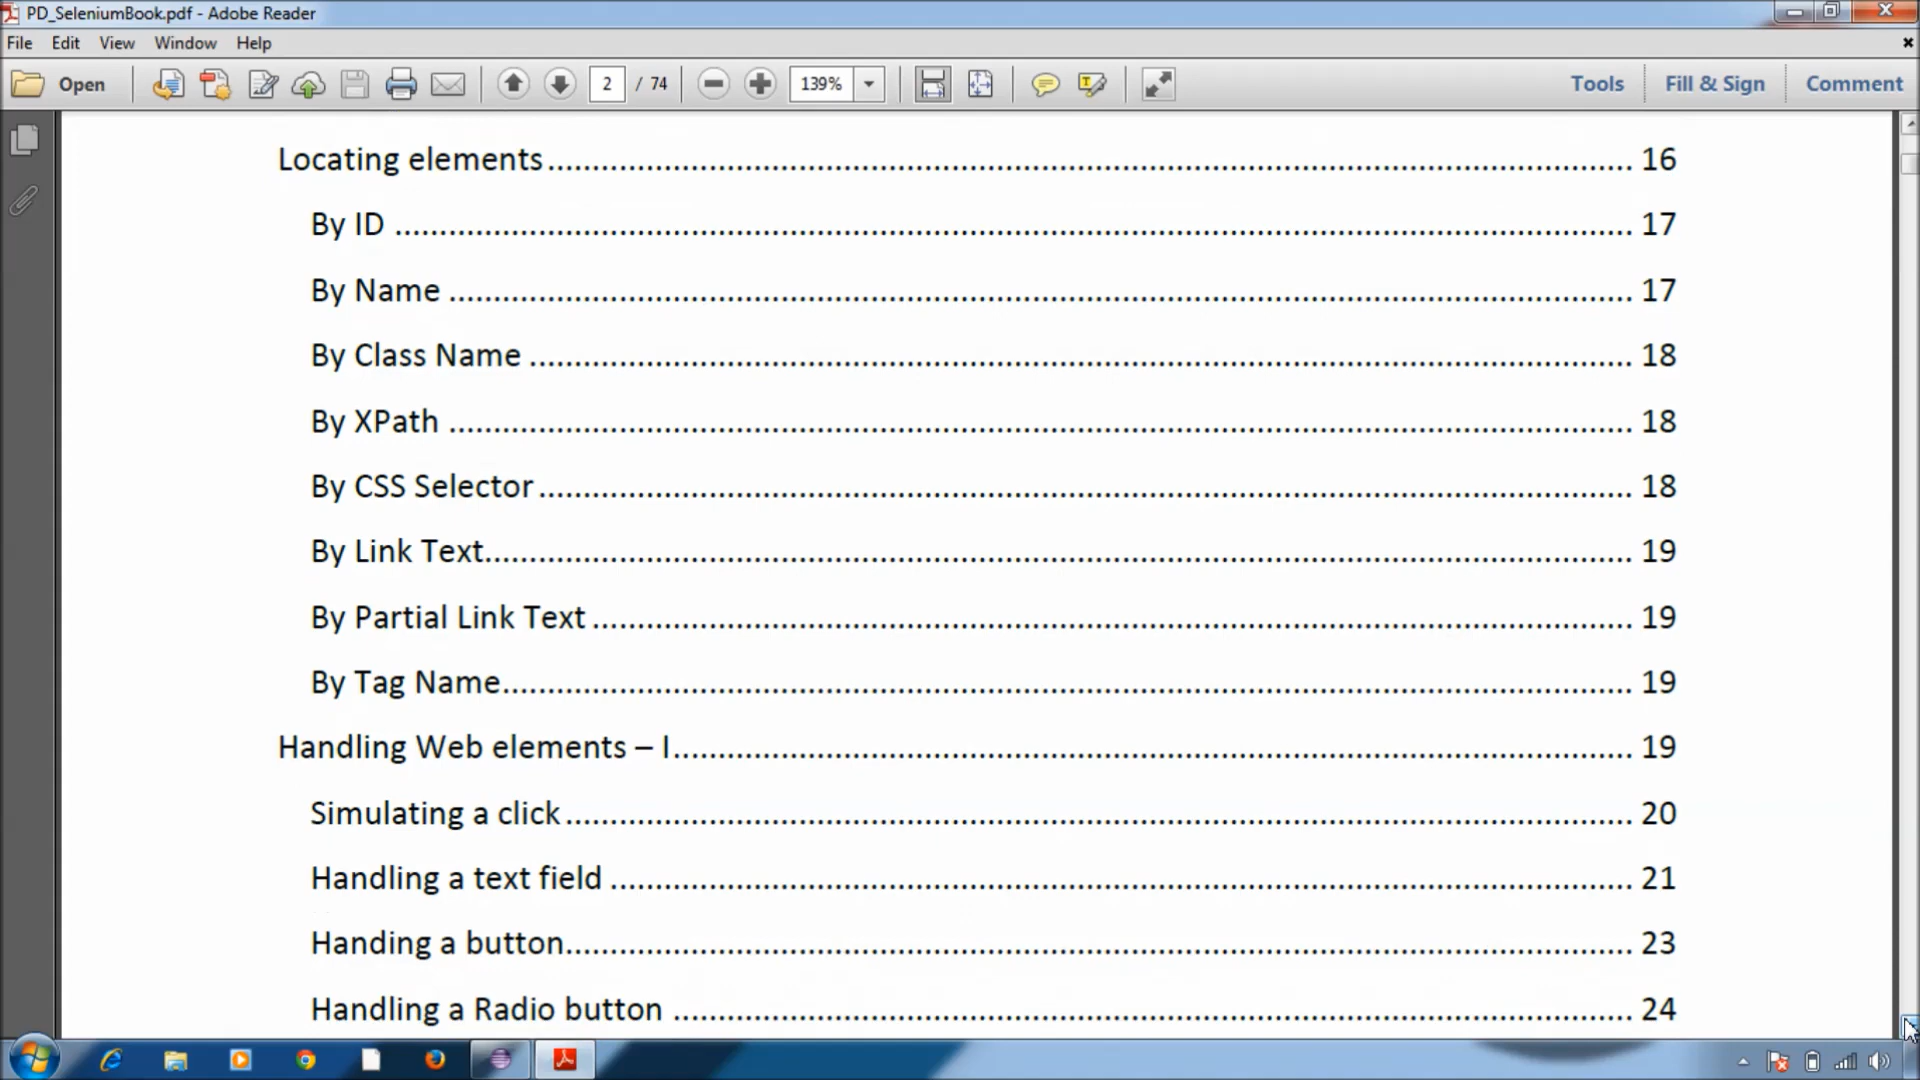 PD_SeleniumBook.pdf - Adobe Reader
File Edit View Window Help
Open 2 / 74 139% Tools Fill & Sign Comment
Locating elements........................................................................ 16
By ID ........................................................................ 17
By Name ........................................................................ 17
By Class Name ........................................................................ 18
By XPath ........................................................................ 18
By CSS Selector........................................................................ 18
By Link Text........................................................................ 19
By Partial Link Text ........................................................................ 19
By Tag Name........................................................................ 19
Handling Web elements – I........................................................................ 19
Simulating a click........................................................................ 20
Handling a text field ........................................................................ 21
Handing a button........................................................................ 23
Handling a Radio button ........................................................................ 24